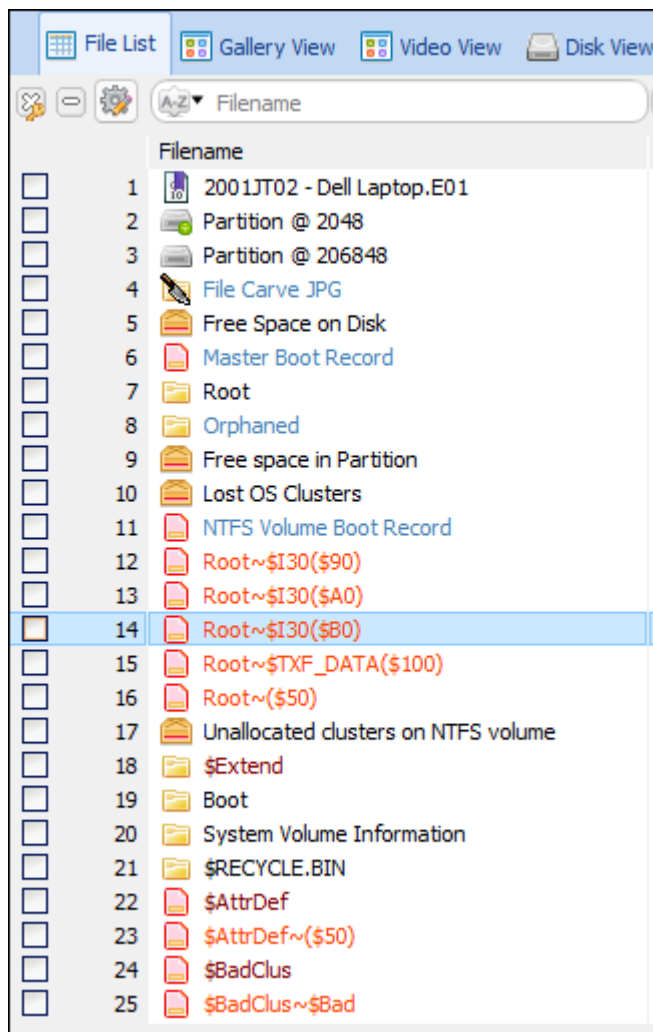 File List Gallery View Video View Disk View
A-Z Filename
Filename
1 2001JT02 - Dell Laptop.E01
2 Partition @ 2048
3 Partition @ 206848
4 File Carve JPG
5 Free Space on Disk
6 Master Boot Record
7 Root
8 Orphaned
9 Free space in Partition
10 Lost OS Clusters
11 NTFS Volume Boot Record
12 Root~$I30($90)
13 Root~$I30($A0)
14 Root~$I30($B0)
15 Root~$TXF_DATA($100)
16 Root~($50)
17 Unallocated clusters on NTFS volume
18 $Extend
19 Boot
20 System Volume Information
21 $RECYCLE.BIN
22 $AttrDef
23 $AttrDef~($50)
24 $BadClus
25 $BadClus~$Bad